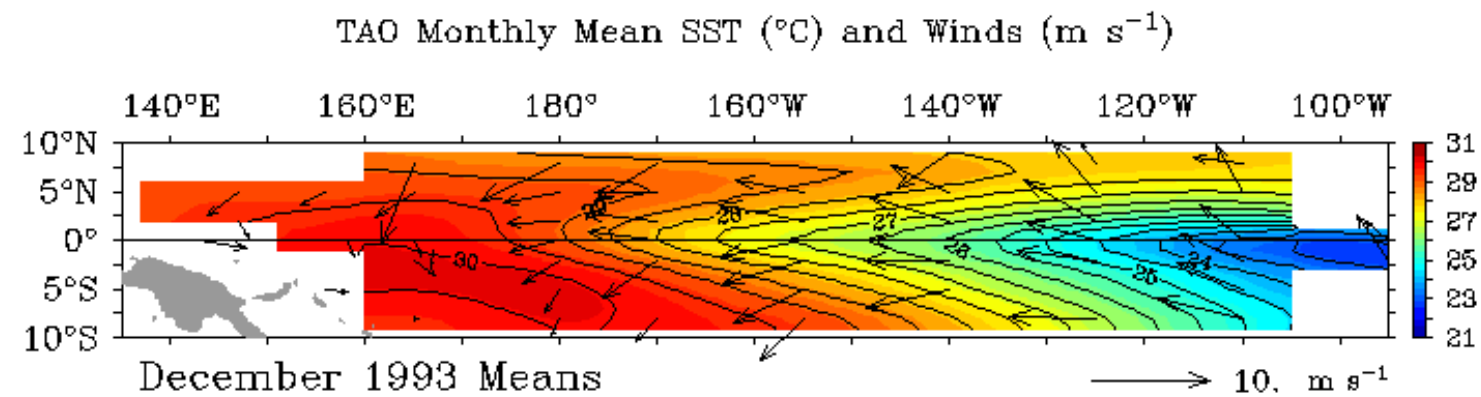 TAO Monthly Mean SST (°C) and Winds (m s⁻¹)
140°E 160°E 180° 160°W 140°W 120°W 100°W
10°N
5°N
0°
5°S
10°S
29
28
27
26
25
24
30
31
29
27
25
23
21
December 1993 Means
10. m s⁻¹